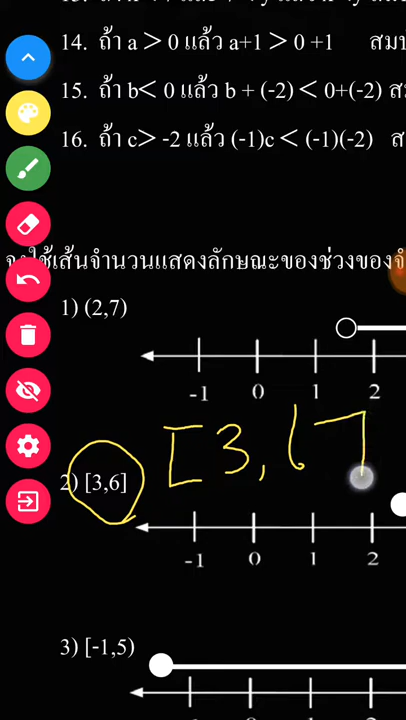 14. ถ้า a > 0 แล้ว a+1 > 0 +1
15. ถ้า b< 0 แล้ว b + (-2) < 0+(-2)
16. ถ้า c> -2 แล้ว (-1)c < (-1)(-2)
จงใช้เส้นจำนวนแสดงลักษณะของช่วงของ
1) (2,7)
-1 0 1 2
[3,6]
2) [3,6]
-1 0 1 2
3) [-1,5)